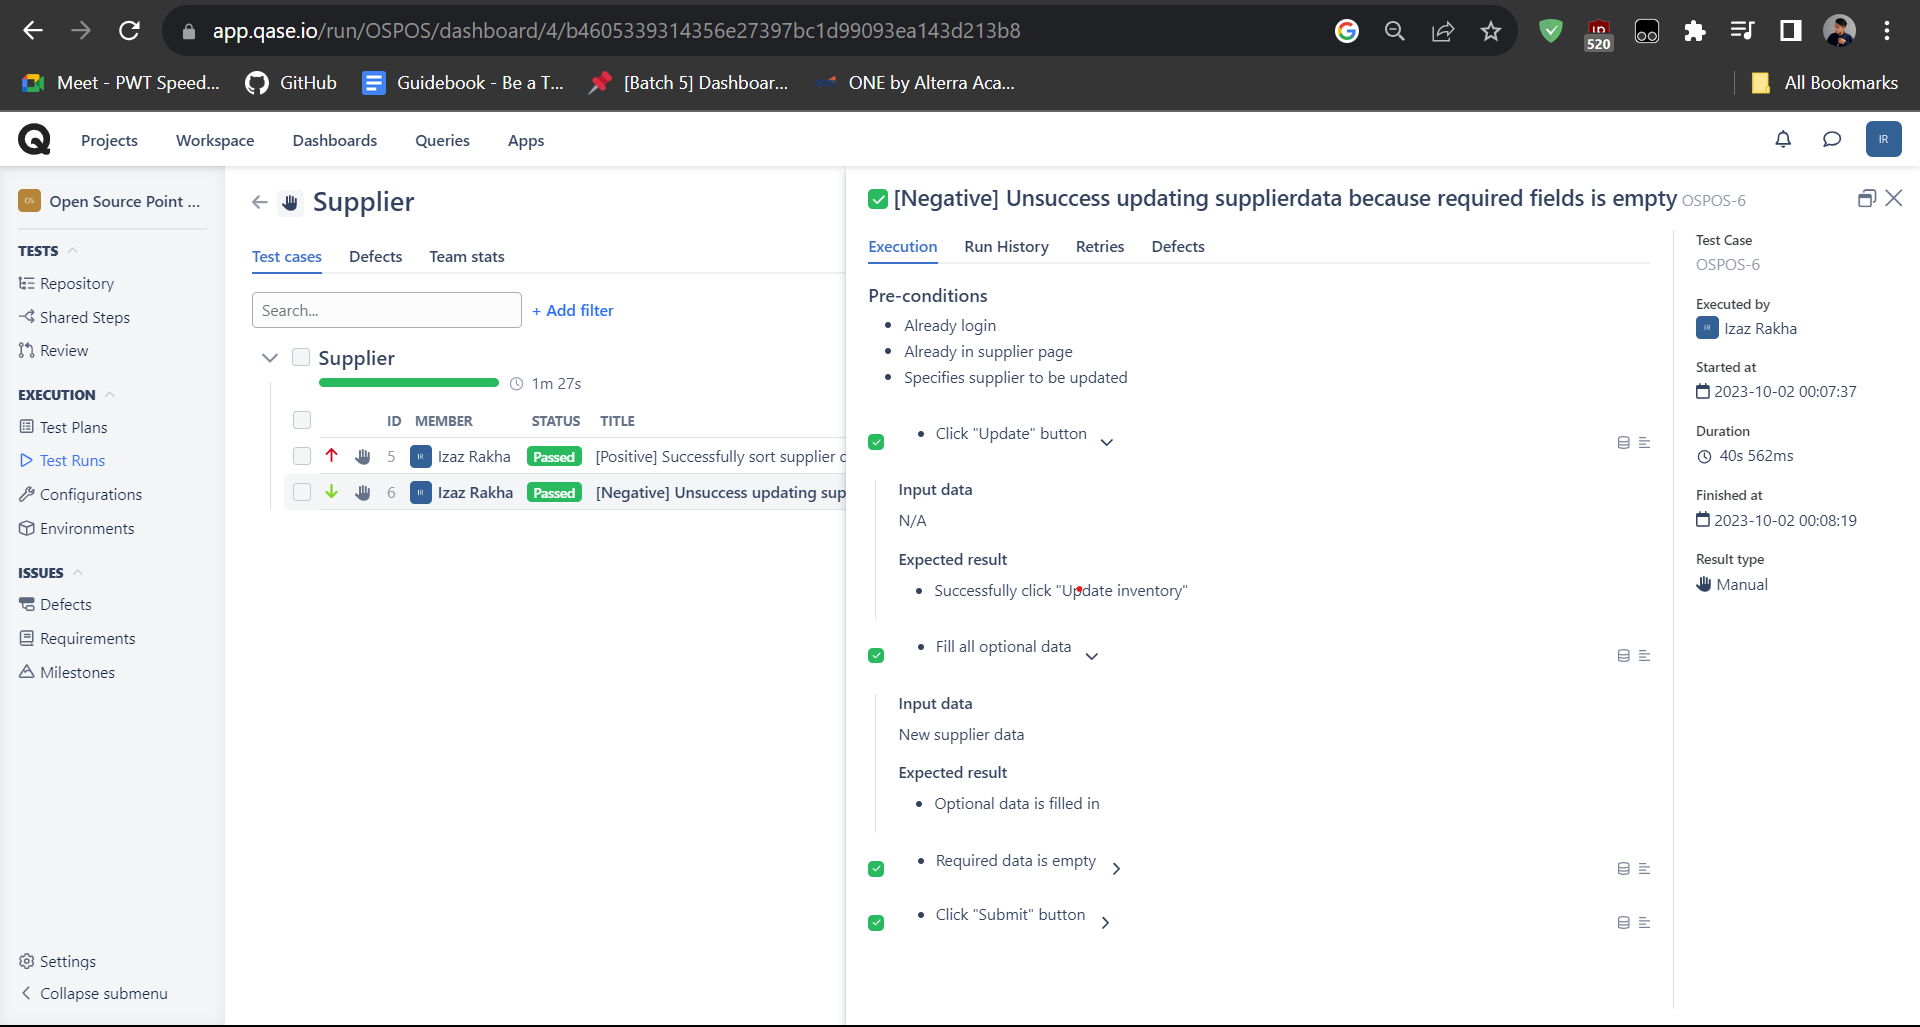 app.qase.io/run/OSPOS/dashboard/4/b4605339314356e27397bc1d99093ea143d213b8
520
Meet - PWT Speed...
GitHub
Guidebook - Be a T...
[Batch 5] Dashboar...
ONE by Alterra Aca...
All Bookmarks
Projects
Workspace
Dashboards
Queries
Apps
IR
OS
Open Source Point ...
TESTS
Repository
Shared Steps
Review
EXECUTION
Test Plans
Test Runs
Configurations
Environments
ISSUES
Defects
Requirements
Milestones
Settings
Collapse submenu
Supplier
Test cases
Defects
Team stats
Search...
+ Add filter
Supplier
1m 27s
ID MEMBER STATUS TITLE
5 IR Izaz Rakha Passed [Positive] Successfully sort supplier
6 IR Izaz Rakha Passed [Negative] Unsuccess updating sup
[Negative] Unsuccess updating supplierdata because required fields is empty OSPOS-6
Execution
Run History
Retries
Defects
Pre-conditions
• Already login
• Already in supplier page
• Specifies supplier to be updated
• Click "Update" button
Input data
N/A
Expected result
• Successfully click "Update inventory"
• Fill all optional data
Input data
New supplier data
Expected result
• Optional data is filled in
• Required data is empty
• Click "Submit" button
Test Case
OSPOS-6
Executed by
IR Izaz Rakha
Started at
2023-10-02 00:07:37
Duration
40s 562ms
Finished at
2023-10-02 00:08:19
Result type
Manual